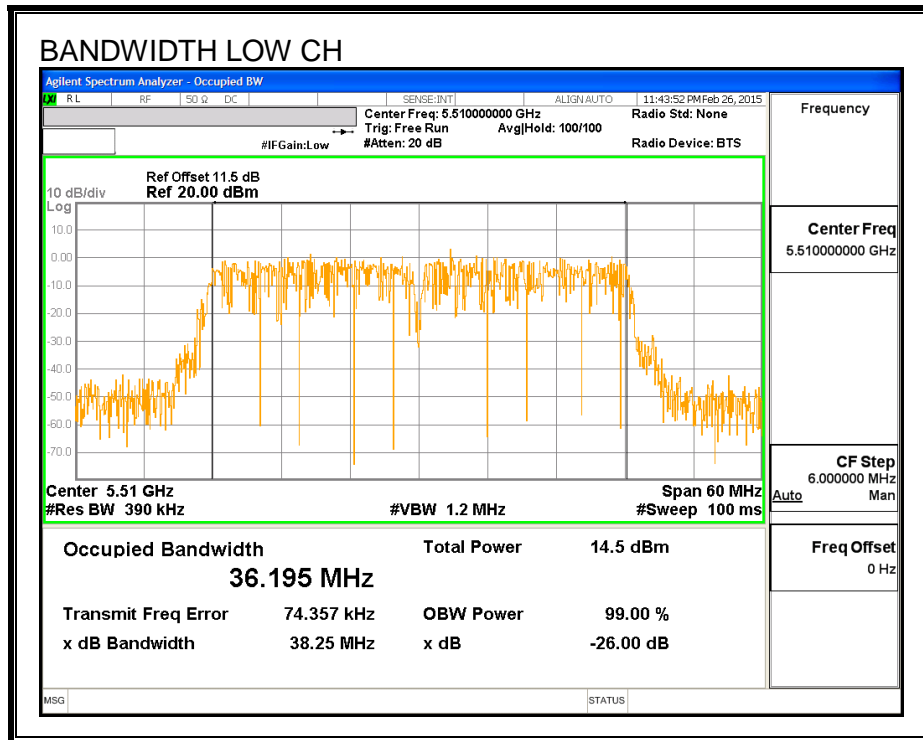 BANDWIDTH LOW CH
Agilent Spectrum Analyzer - Occupied BW
LXI RL RF 50 Ω DC SENSE:INT ALIGN AUTO 11:43:52 PM Feb 26, 2015
Center Freq: 5.510000000 GHz Radio Std: None
Trig: Free Run Avg|Hold: 100/100
#IFGain:Low #Atten: 20 dB Radio Device: BTS
Frequency
Ref Offset 11.5 dB
10 dB/div Ref 20.00 dBm
Log
10.0
0.00
-10.0
-20.0
-30.0
-40.0
-50.0
-60.0
-70.0
Center 5.51 GHz Span 60 MHz
#Res BW 390 kHz #VBW 1.2 MHz #Sweep 100 ms
Center Freq
5.510000000 GHz
CF Step
6.000000 MHz
Auto Man
Freq Offset
0 Hz
Occupied Bandwidth Total Power 14.5 dBm
36.195 MHz
Transmit Freq Error 74.357 kHz OBW Power 99.00 %
x dB Bandwidth 38.25 MHz x dB -26.00 dB
MSG STATUS